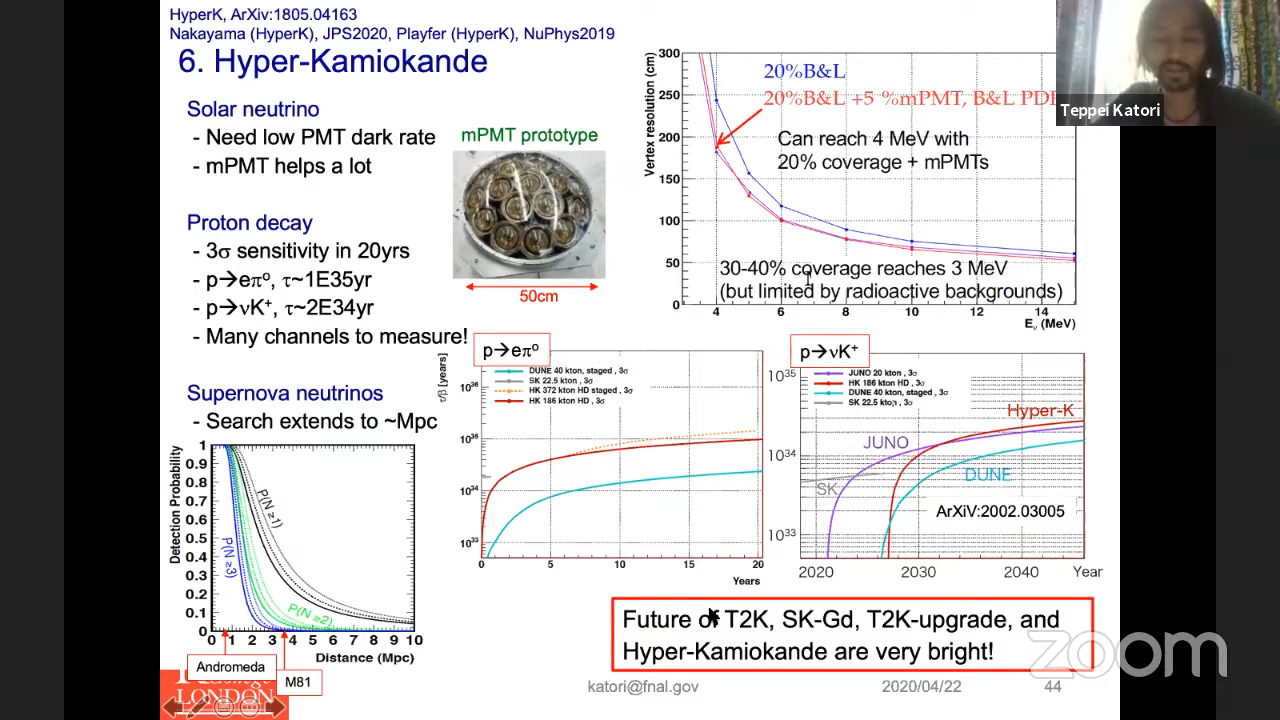 HyperK, ArXiv:1805.04163
Nakayama (HyperK), JPS2020, Playfer (HyperK), NuPhys2019
6. Hyper-Kamiokande
Solar neutrino
- Need low PMT dark rate
- mPMT helps a lot
Proton decay
- 3σ sensitivity in 20yrs
- p→eπ⁰, τ~1E35yr
- p→νK⁺, τ~2E34yr
- Many channels to measure!
Supernova neutrinos
- Search extends to ~Mpc
mPMT prototype
50cm
Vertex resolution (cm)
300
250
200
150
100
50
0
4
6
8
10
12
14
Eν (MeV)
20%B&L
20%B&L +5 %mPMT, B&L PDF
Can reach 4 MeV with
20% coverage + mPMTs
30-40% coverage reaches 3 MeV
(but limited by radioactive backgrounds)
Teppei Katori
p→eπ⁰
τ/β [years]
DUNE 40 kton, staged , 3σ
SK 22.5 kton , 3σ
HK 372 kton HD staged , 3σ
HK 186 kton HD , 3σ
10³⁶
10³⁵
10³⁴
10³³
0
5
10
15
20
Years
p→νK⁺
JUNO 20 kton, 3σ
HK 186 kton HD , 3σ
DUNE 40 kton, staged , 3σ
SK 22.5 kton, 3σ
10³⁵
10³⁴
10³³
Hyper-K
JUNO
SK
DUNE
ArXiV:2002.03005
2020
2030
2040
Year
Detection Probability
1
0.9
0.8
0.7
0.6
0.5
0.4
0.3
0.2
0.1
0
P(N ≥1)
P(N ≥3)
P(N ≥2)
0 1 2 3 4 5 6 7 8 9 10
Distance (Mpc)
Andromeda
M81
Future of T2K, SK-Gd, T2K-upgrade, and
Hyper-Kamiokande are very bright!
LONDON
katori@fnal.gov
2020/04/22
44
zoom